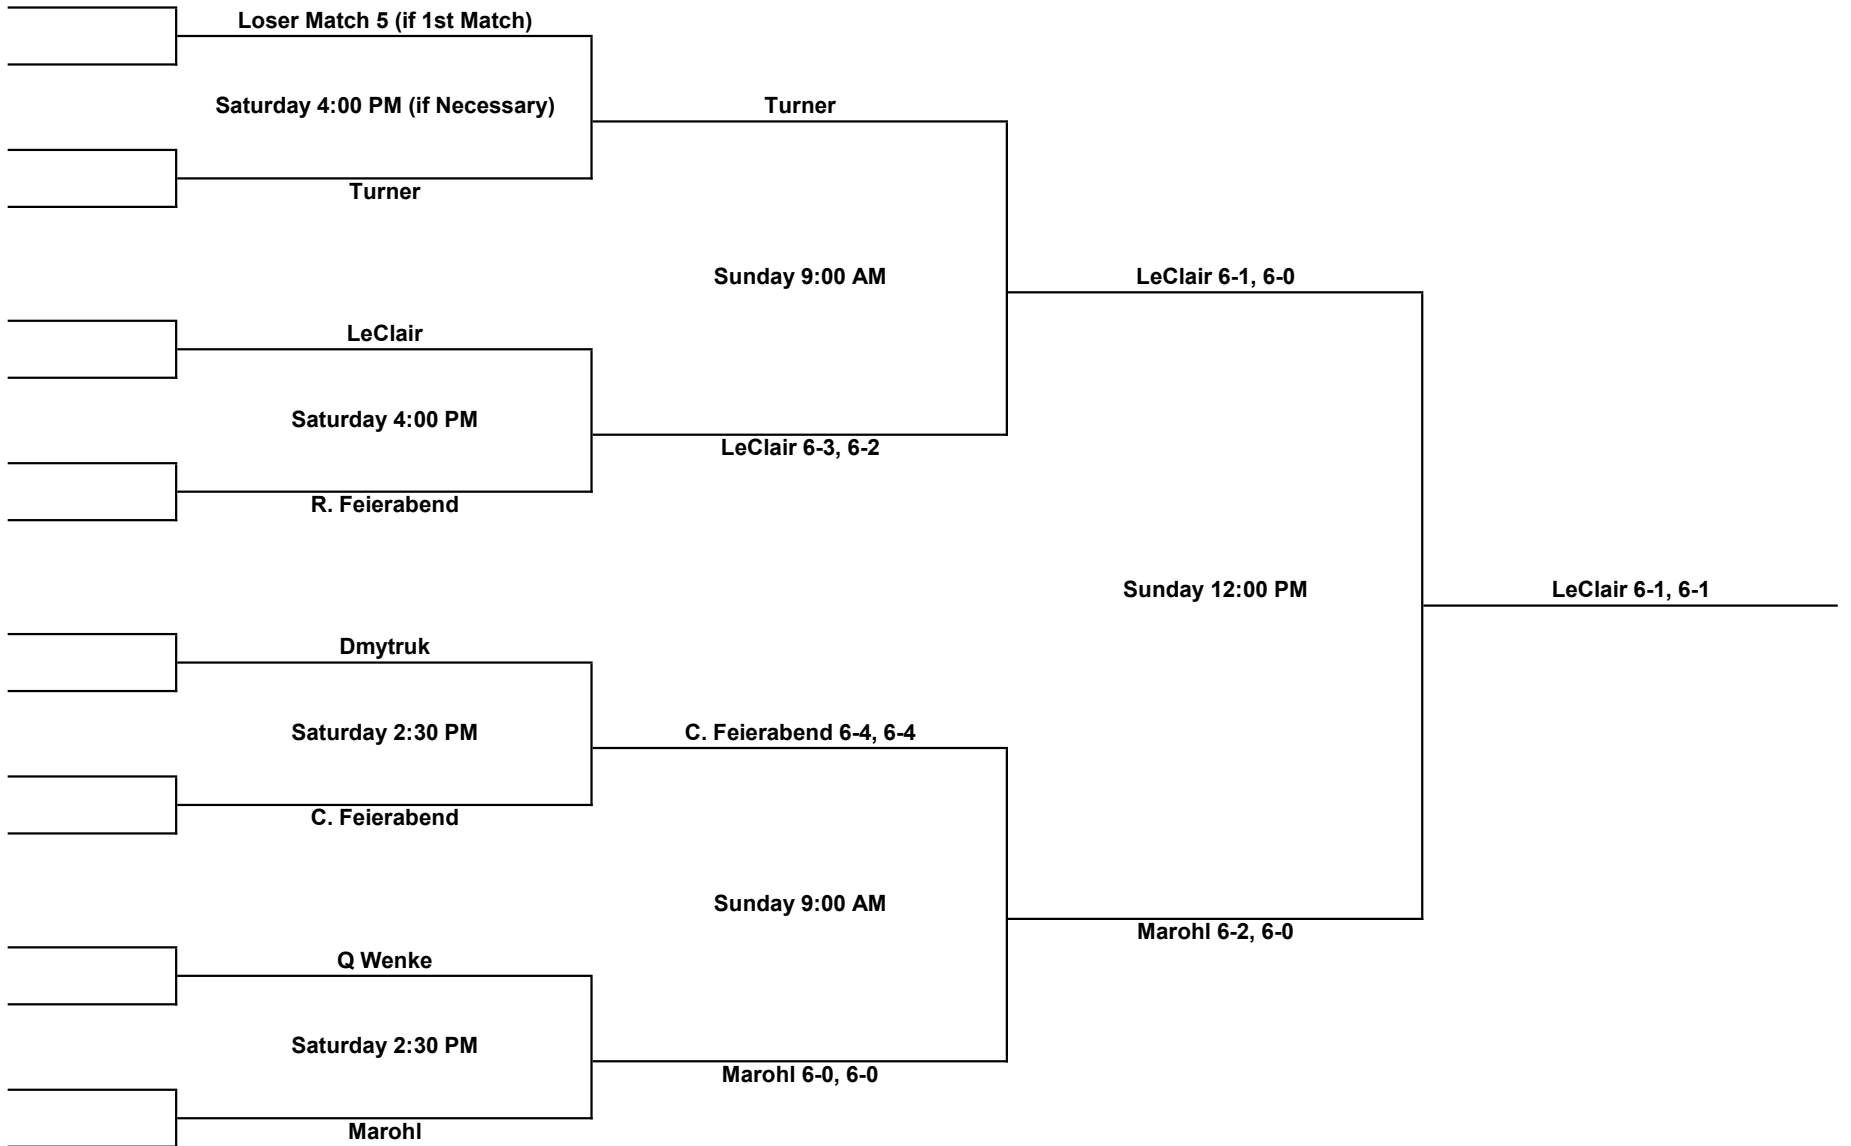 Loser Match 5 (if 1st Match)
Saturday 4:00 PM (if Necessary)
Turner
Turner
Sunday 9:00 AM
LeClair 6-1, 6-0
LeClair
Saturday 4:00 PM
LeClair 6-3, 6-2
R. Feierabend
Sunday 12:00 PM
LeClair 6-1, 6-1
Dmytruk
Saturday 2:30 PM
C. Feierabend 6-4, 6-4
C. Feierabend
Sunday 9:00 AM
Marohl 6-2, 6-0
Q Wenke
Saturday 2:30 PM
Marohl 6-0, 6-0
Marohl